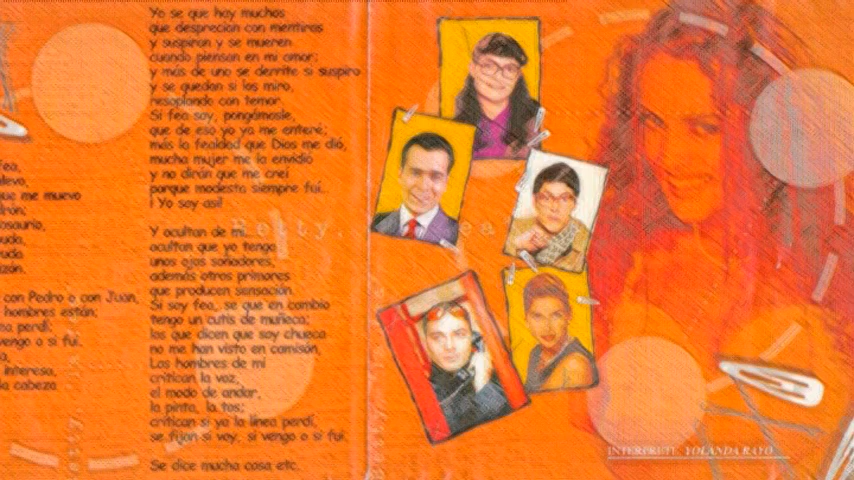 fea,
llevo,
que me muevo
drón;
osaurio,
uda,
uda
azón.
con Pedro o con Juan,
hombres están;
ea perdí:
vengo o si fui.
a,
interesa,
la cabeza
Yo se que hay muchos
que desprecian con mentiras
y suspiran y se mueren
cuando piensan en mi amor;
y más de uno se derrite si suspiro
y se quedan si los miro,
resoplando con temor.
Si fea soy, pongámosle,
que de eso yo ya me enteré;
más la fealdad que Dios me dió,
mucha mujer me la envidió
y no dirán que me creí
porque modesta siempre fui..
¡ Yo soy así!
Y ocultan de mi
ocultan que yo tengo
unos ojos soñadores,
además otros primores
que producen sensación.
Si soy fea, se que en cambio
tengo un cutis de muñeca;
los que dicen que soy chueca
no me han visto en camisón,
Los hombres de mi
critican la voz,
el modo de andar,
la pinta, la tos;
critican si ya la línea perdí,
se fijan si voy, si vengo o si fui.
Se dice mucha cosa etc.
Betty, ea
INTERPRETE: YOLANDA RAYO